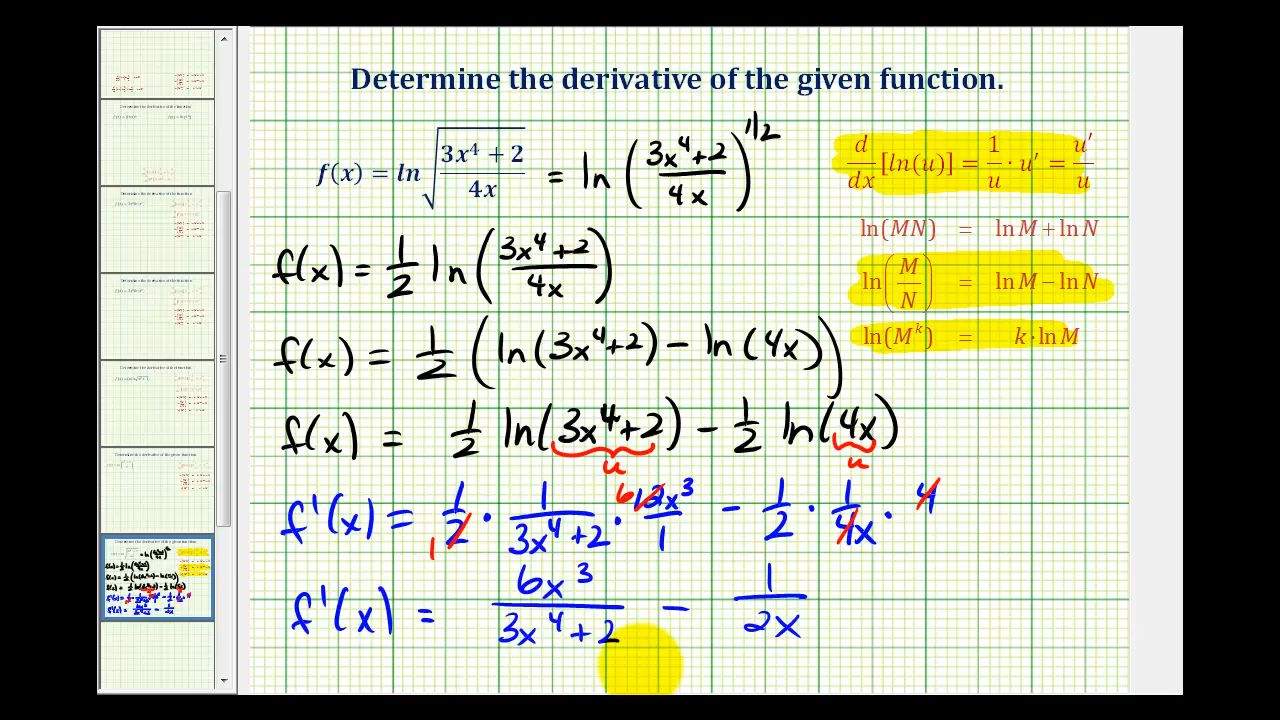 Determine the derivative of the given function.
f(x) = ln√((3x⁴ + 2)/(4x)) = ln((3x⁴+2)/(4x))^(1/2)
d/dx [ln(u)] = 1/u · u′ = u′/u
ln(MN) = ln M + ln N
f(x) = 1/2 ln((3x⁴+2)/(4x))
ln(M/N) = ln M − ln N
ln(Mᵏ) = k · ln M
f(x) = 1/2 (ln(3x⁴+2) − ln(4x))
f(x) = 1/2 ln(3x⁴+2) − 1/2 ln(4x)
u u
f'(x) = 1/2 · 1/(3x⁴+2) · 12x³/1 − 1/2 · 1/(4x) · 4
1 6
f'(x) = 6x³/(3x⁴+2) − 1/(2x)